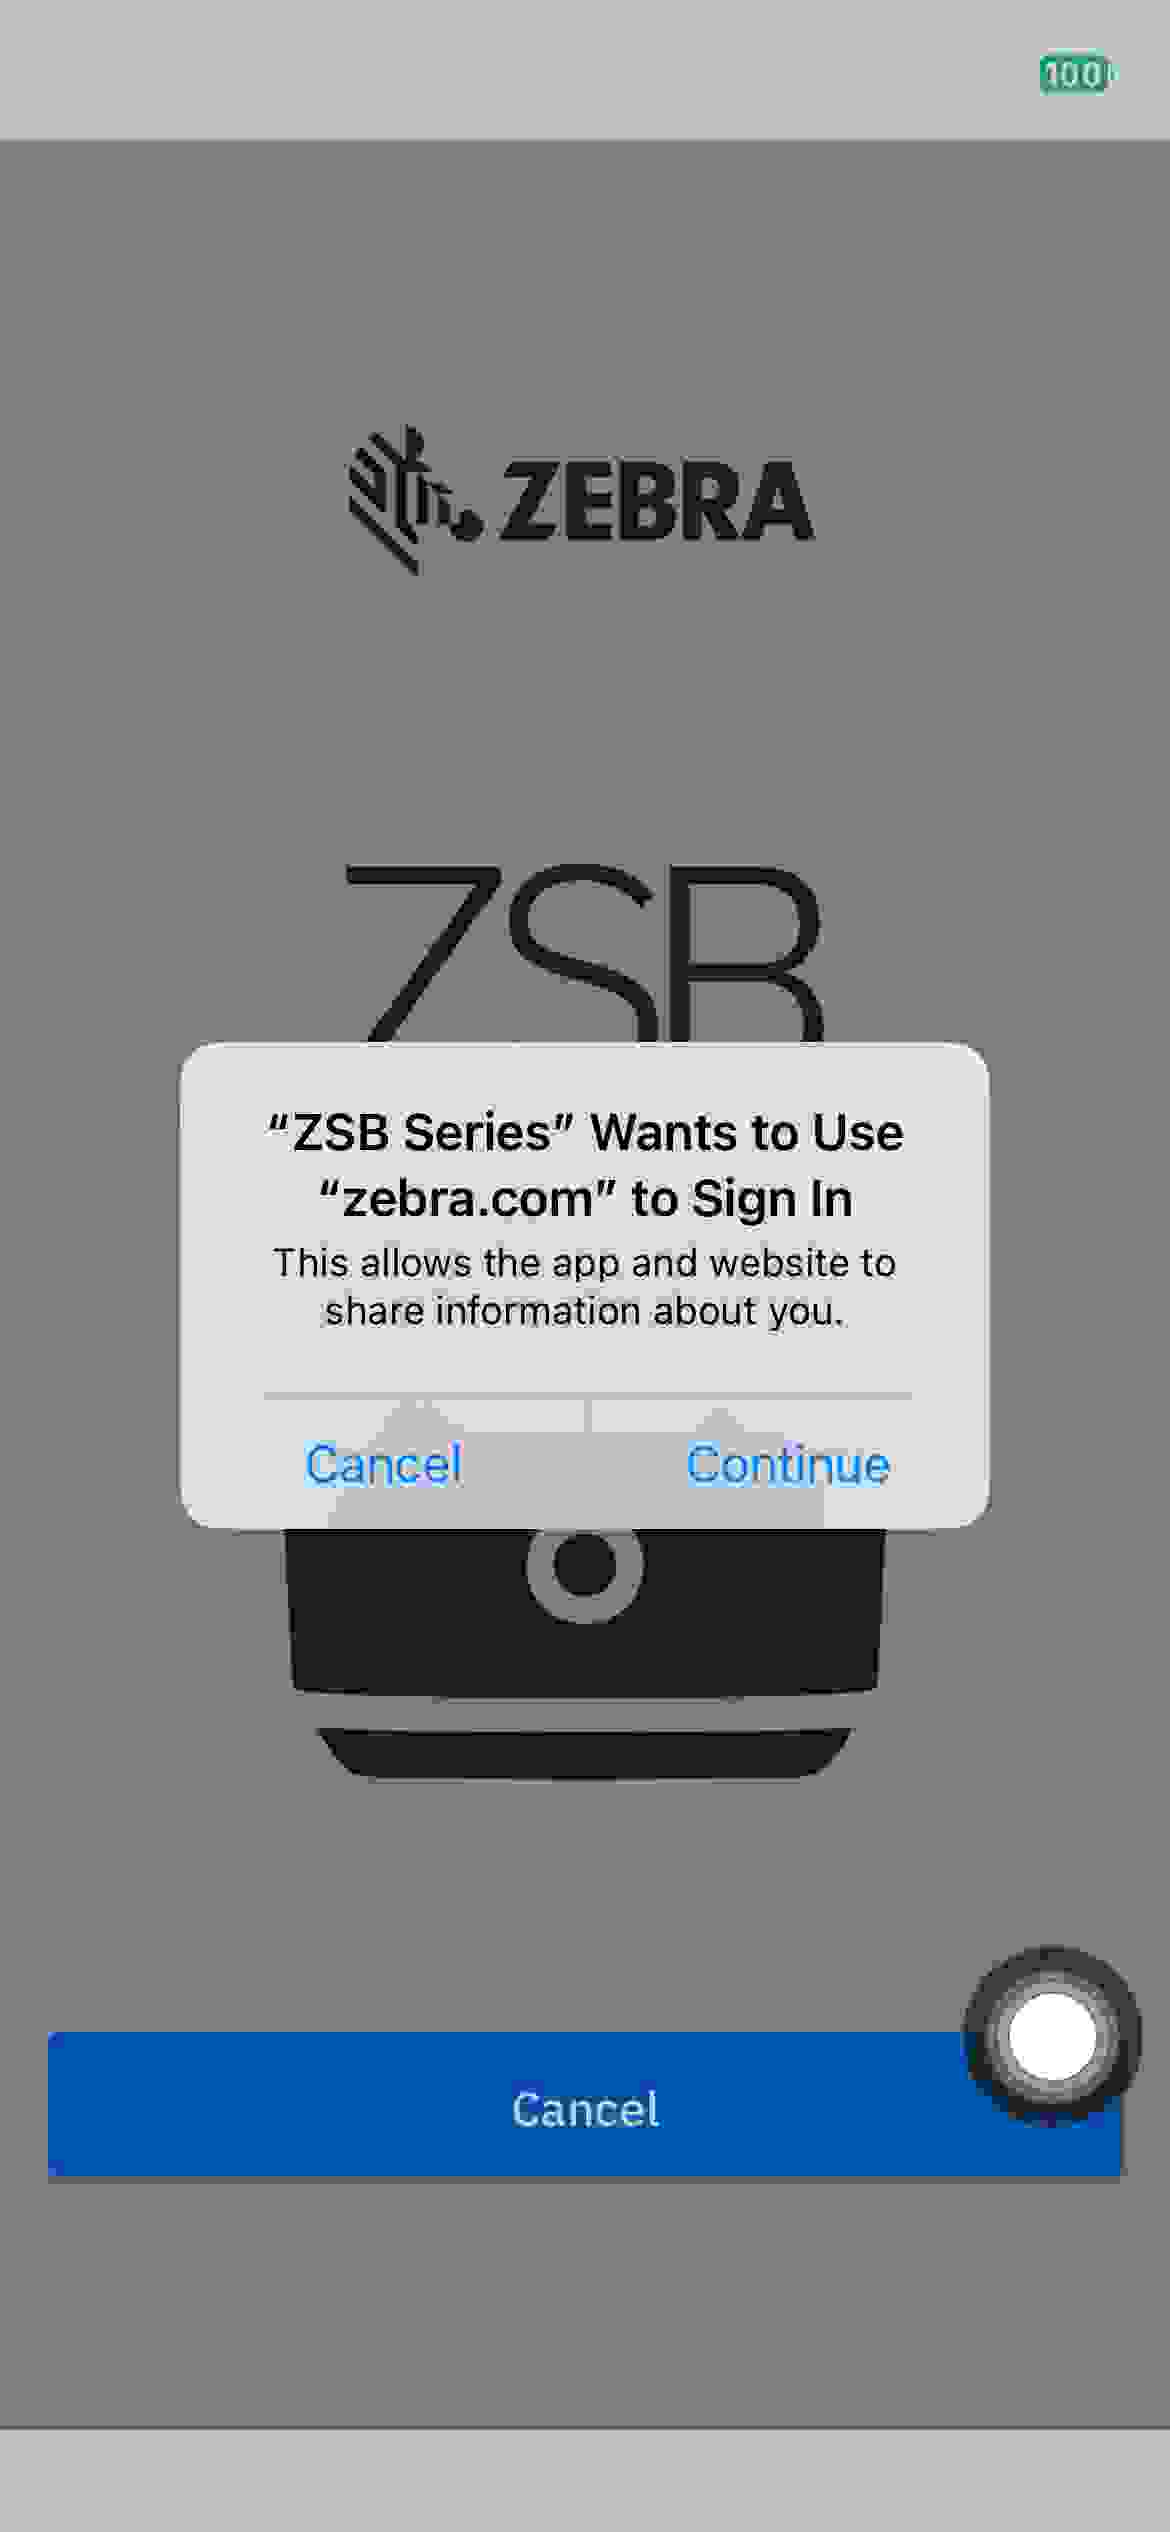 100
ZEBRA
ZSB
“ZSB Series” Wants to Use
“zebra.com” to Sign In
This allows the app and website to
share information about you.
Cancel
Continue
Cancel